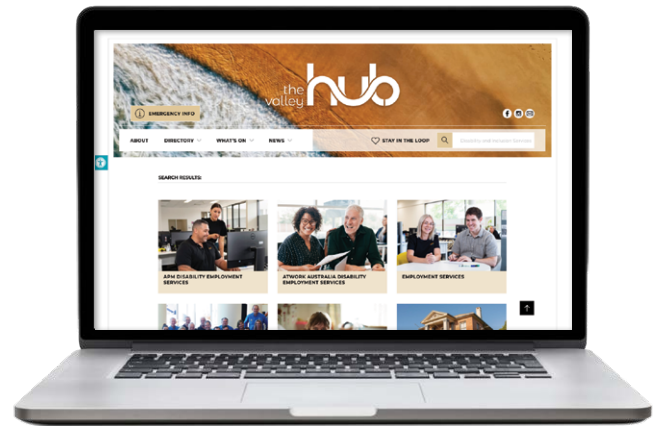 the
valley
hub
EMERGENCY INFO
ABOUT
DIRECTORY
WHAT'S ON
NEWS
STAY IN THE LOOP
SEARCH RESULTS:
APM DISABILITY EMPLOYMENT
SERVICES
ATWORK AUSTRALIA DISABILITY
EMPLOYMENT SERVICES
EMPLOYMENT SERVICES